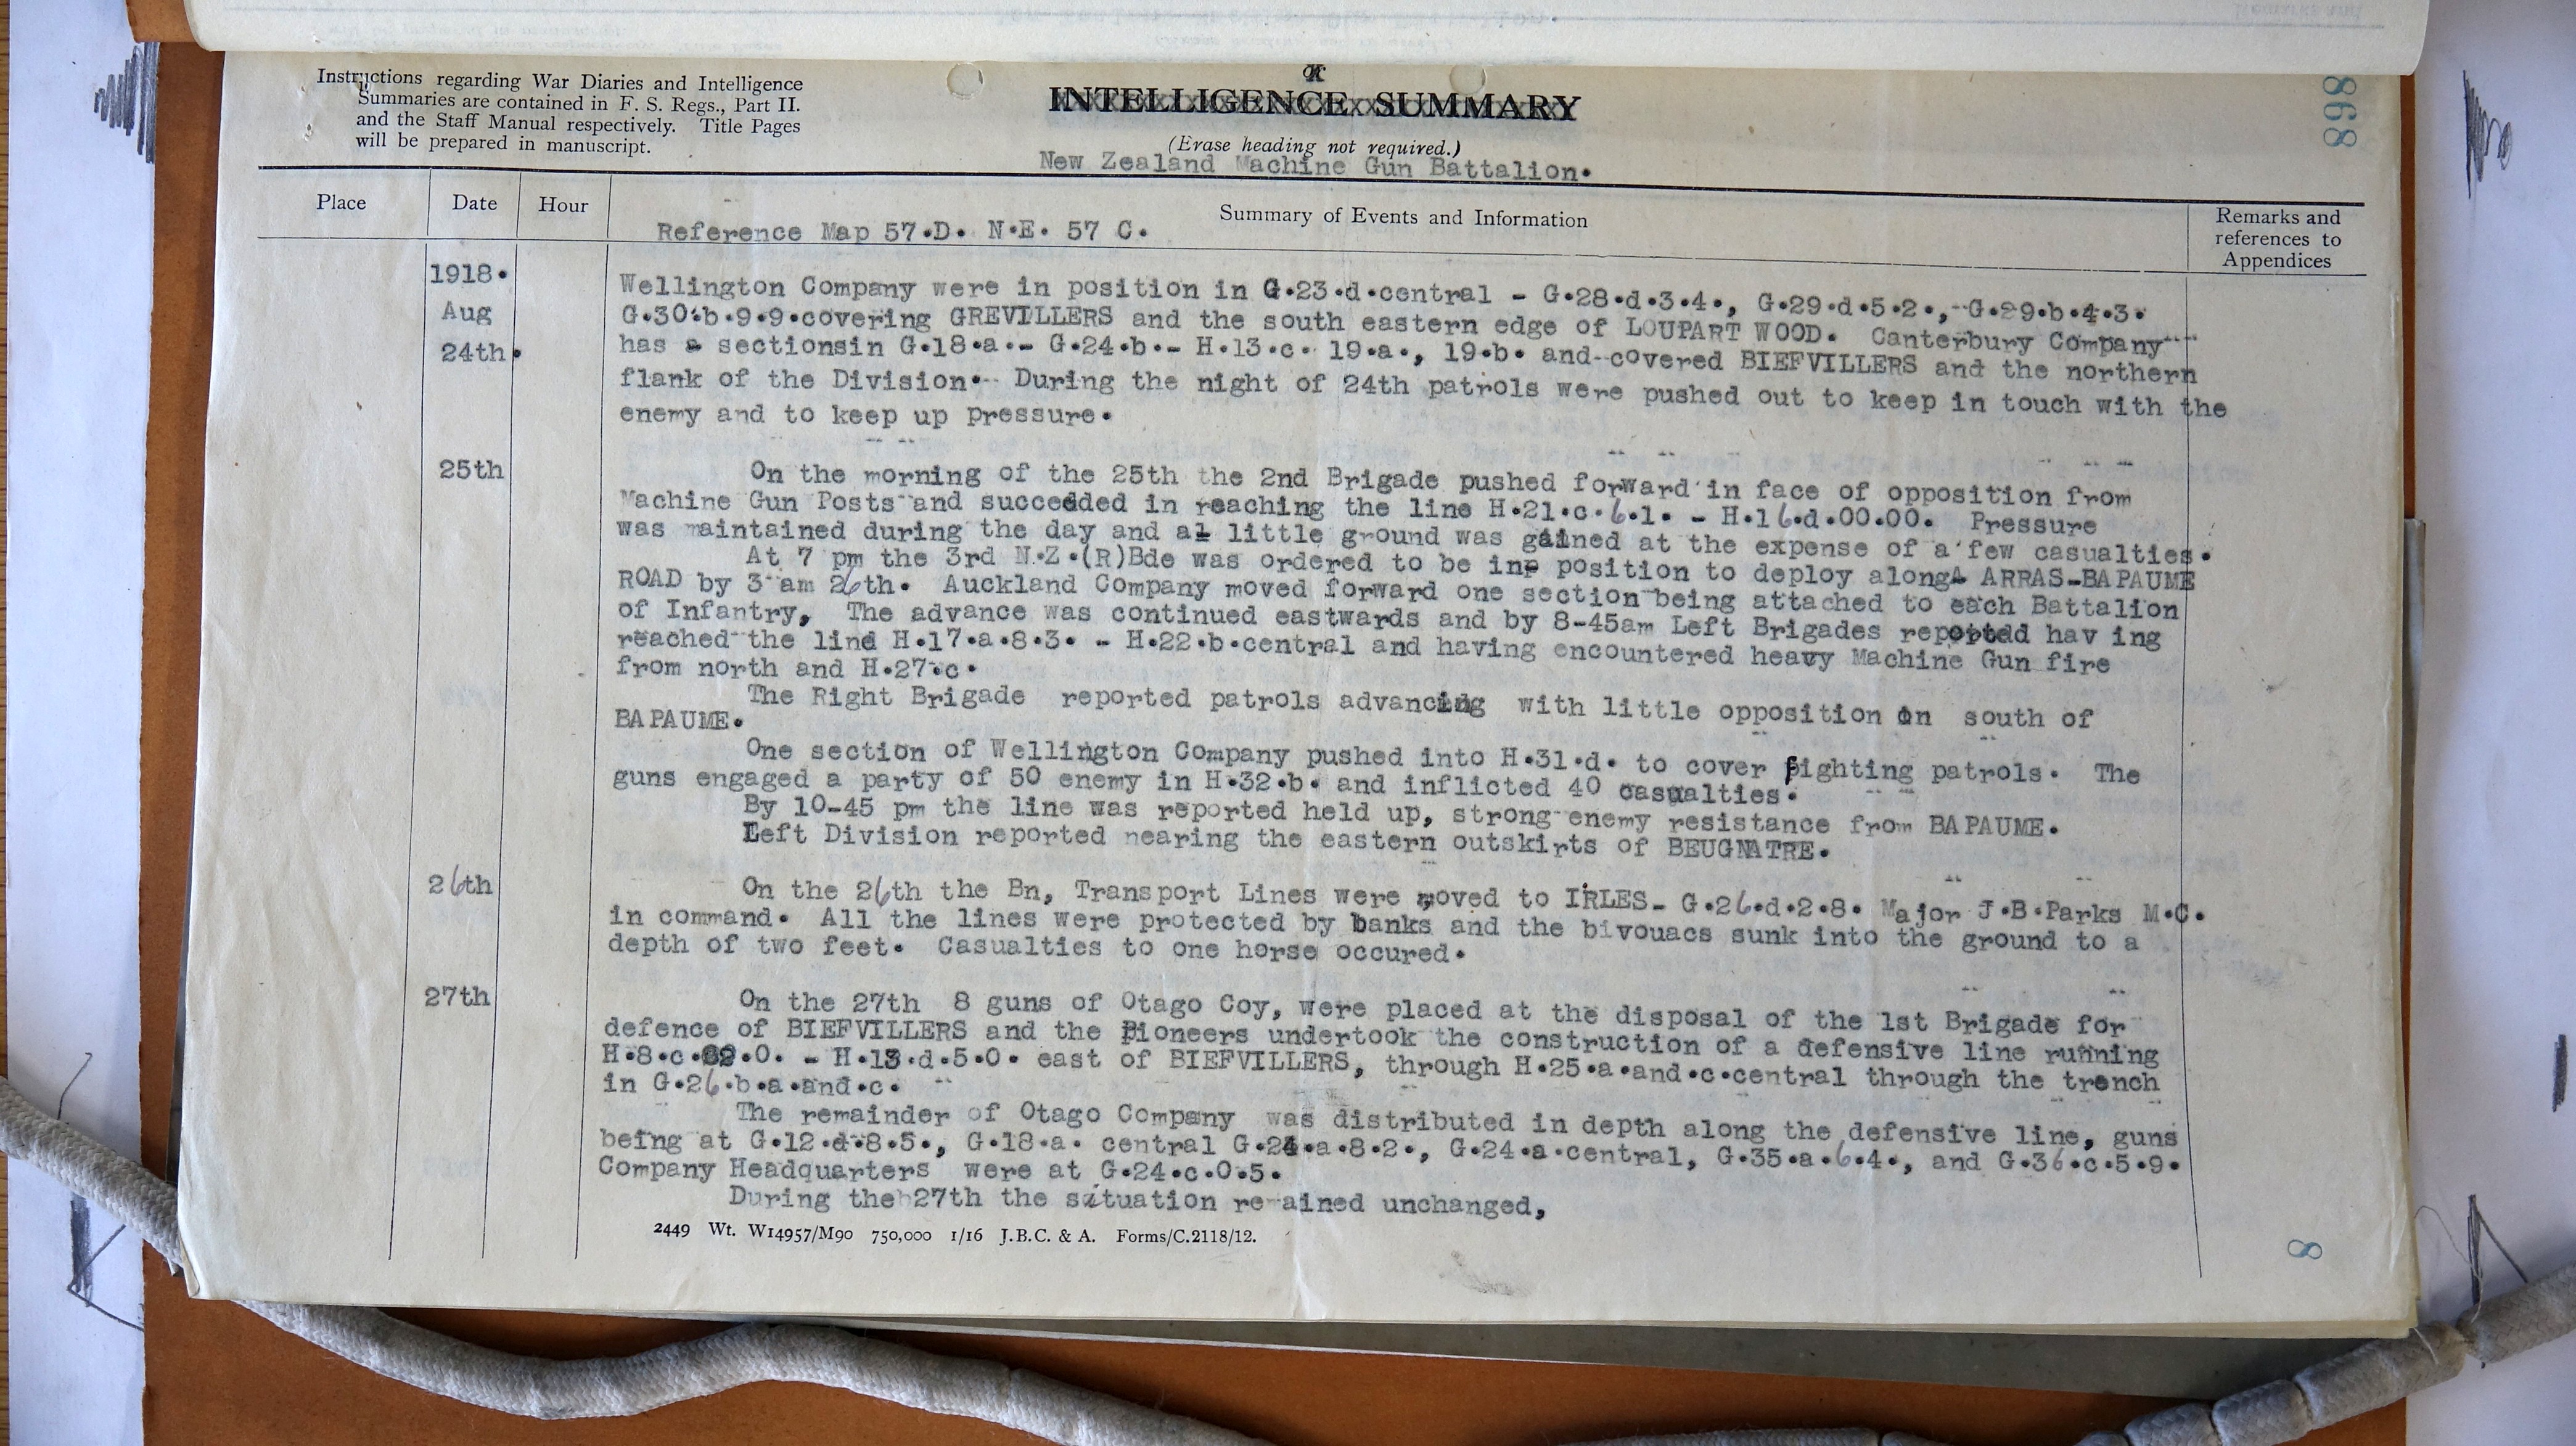 Instructions regarding War Diaries and Intelligence
Summaries are contained in F. S. Regs., Part II.
and the Staff Manual respectively. Title Pages
will be prepared in manuscript.
or
INTELLIGENCE SUMMARY
(Erase heading not required.)
New Zealand Machine Gun Battalion.
868
Place
Date
Hour
Summary of Events and Information
Remarks and
references to
Appendices
Reference Map 57.D. N.E. 57 C.
1918.
Aug
24th.
Wellington Company were in position in G.23.d.central - G.28.d.3.4., G.29.d.5.2., G.29.b.4.3.
G.30.b.9.9.covering GREVILLERS and the south eastern edge of LOUPART WOOD. Canterbury Company
has a sectionsin G.18.a.- G.24.b.- H.13.c. 19.a., 19.b. and covered BIEFVILLERS and the northern
flank of the Division. During the night of 24th patrols were pushed out to keep in touch with the
enemy and to keep up pressure.
25th
On the morning of the 25th the 2nd Brigade pushed forward in face of opposition from
Machine Gun Posts and succedded in reaching the line H.21.c.6.1. - H.16.d.00.00. Pressure
was maintained during the day and al little ground was gained at the expense of a few casualties.
At 7 pm the 3rd N.Z.(R)Bde was ordered to be inp position to deploy along ARRAS-BAPAUME
ROAD by 3 am 26th. Auckland Company moved forward one section being attached to each Battalion
of Infantry, The advance was continued eastwards and by 8-45am Left Brigades reported hav ing
reached the line H.17.a.8.3. - H.22.b.central and having encountered heavy Machine Gun fire
from north and H.27.c.
The Right Brigade reported patrols advancing with little opposition on south of
BAPAUME.
One section of Wellington Company pushed into H.31.d. to cover fighting patrols. The
guns engaged a party of 50 enemy in H.32.b. and inflicted 40 casualties.
By 10-45 pm the line was reported held up, strong enemy resistance from BAPAUME.
Left Division reported nearing the eastern outskirts of BEUGNATRE.
26th
On the 26th the Bn, Transport Lines were moved to IRLES- G.26.d.2.8. Major J.B.Parks M.C.
in command. All the lines were protected by banks and the bivouacs sunk into the ground to a
depth of two feet. Casualties to one horse occured.
27th
On the 27th 8 guns of Otago Coy, were placed at the disposal of the 1st Brigade for
defence of BIEFVILLERS and the Pioneers undertook the construction of a defensive line running
H.8.c. .0. - H.13.d.5.0. east of BIEFVILLERS, through H.25.a.and.c.central through the trench
in G.26.b.a.and.c.
The remainder of Otago Company was distributed in depth along the defensive line, guns
being at G.12.d.8.5., G.18.a. central G.24.a.8.2., G.24.a.central, G.35.a.6.4., and G.36.c.5.9.
Company Headquarters were at G.24.c.0.5.
During the 27th the situation re ained unchanged,
2449 Wt. W14957/M90 750,000 1/16 J.B.C. & A. Forms/C.2118/12.
8